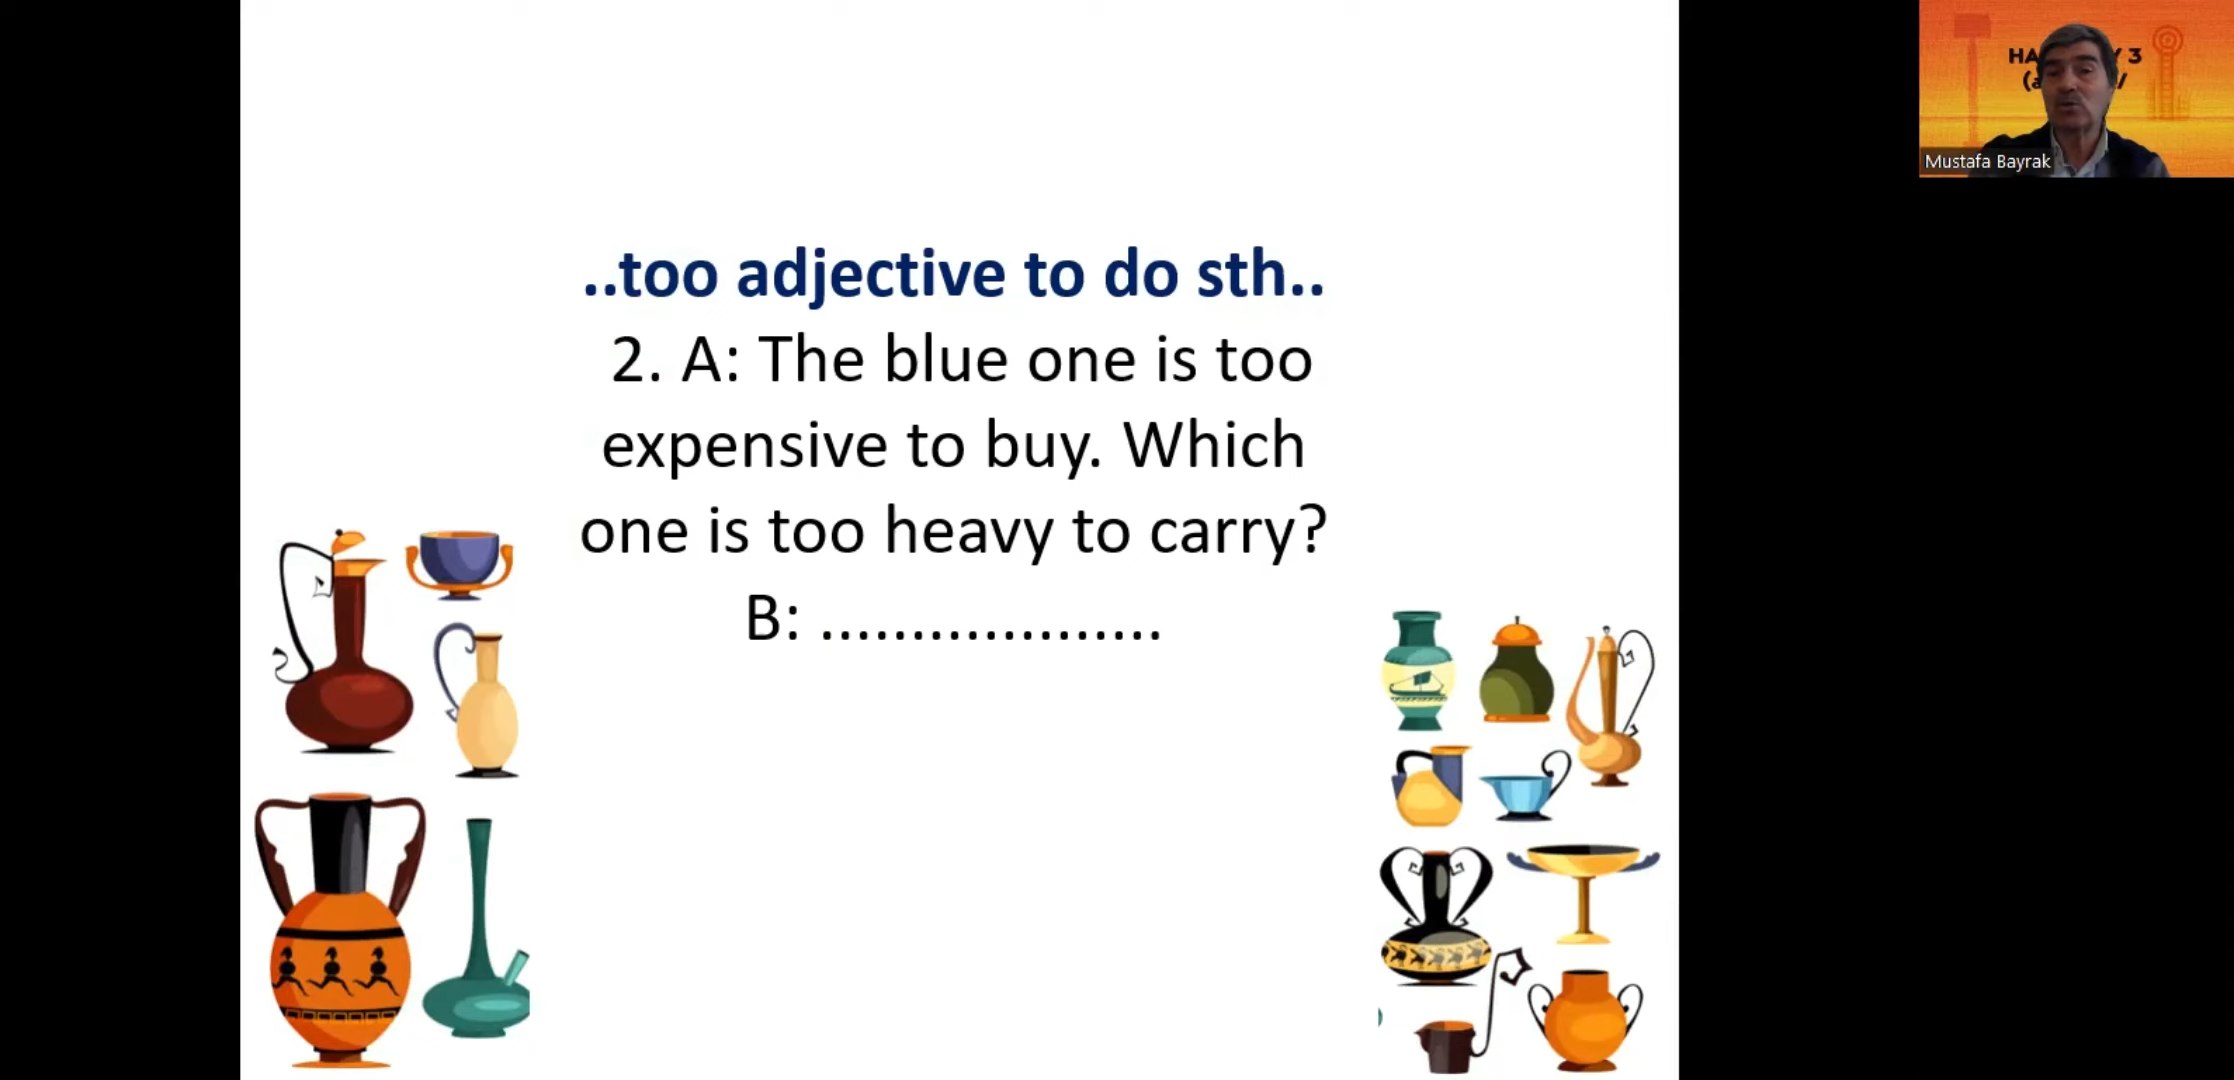 ..too adjective to do sth..
2. A: The blue one is too
expensive to buy. Which
one is too heavy to carry?
B: ...................
Mustafa Bayrak